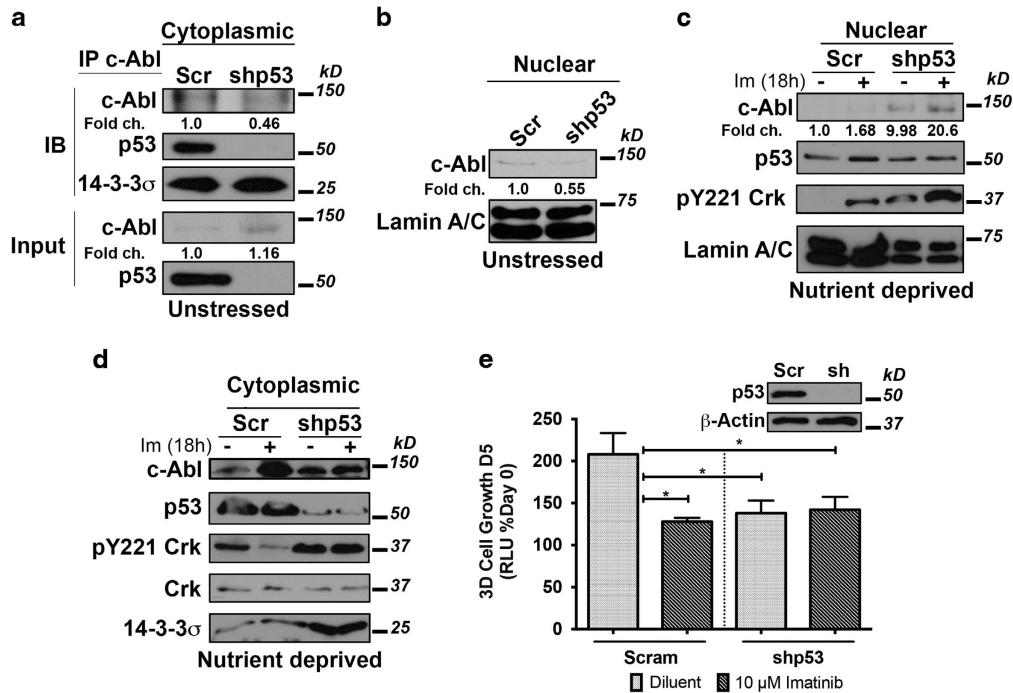 a
Cytoplasmic
IP c-Abl
Scr shp53 kD
IB
c-Abl 150
Fold ch. 1.0 0.46
p53 50
14-3-3σ 25
Input
c-Abl 150
Fold ch. 1.0 1.16
p53 50
Unstressed
b
Nuclear
Scr shp53 kD
c-Abl 150
Fold ch. 1.0 0.55
Lamin A/C 75
Unstressed
c
Nuclear
Scr shp53
Im (18h) - + - + kD
c-Abl 150
Fold ch. 1.0 1.68 9.98 20.6
p53 50
pY221 Crk 37
Lamin A/C 75
Nutrient deprived
d
Cytoplasmic
Scr shp53
Im (18h) - + - + kD
c-Abl 150
p53 50
pY221 Crk 37
Crk 37
14-3-3σ 25
Nutrient deprived
e
Scr sh kD
p53 50
β-Actin 37
3D Cell Growth D5
(RLU %Day 0)
250
200
150
100
50
0
* * *
Scram shp53
Diluent 10 µM Imatinib